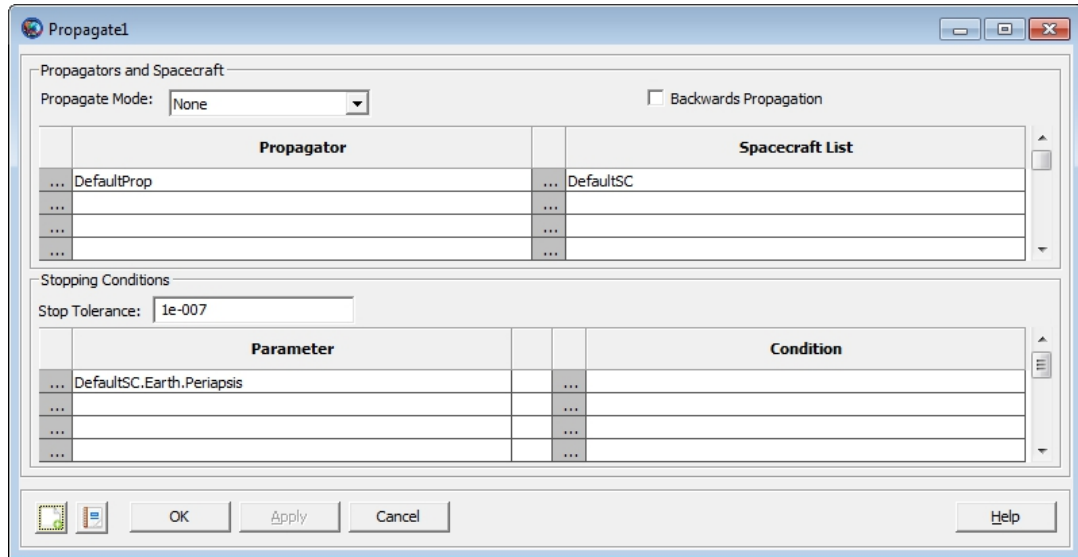 Propagate1
Propagators and Spacecraft
Propagate Mode: None Backwards Propagation
Propagator Spacecraft List
... DefaultProp ... DefaultSC
... ...
... ...
... ...
Stopping Conditions
Stop Tolerance: 1e-007
Parameter Condition
... DefaultSC.Earth.Periapsis ...
... ...
... ...
... ...
OK Apply Cancel Help